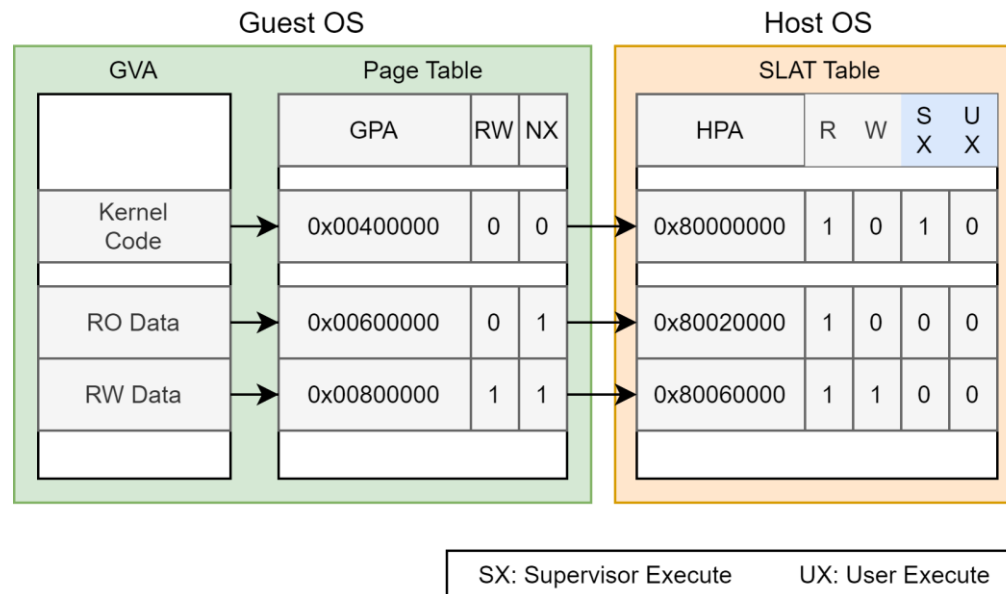 Guest OS
Host OS
GVA
Page Table
SLAT Table
GPA RW NX
HPA R W S X U X
Kernel
Code
0x00400000 0 0
0x80000000 1 0 1 0
RO Data
0x00600000 0 1
0x80020000 1 0 0 0
RW Data
0x00800000 1 1
0x80060000 1 1 0 0
SX: Supervisor Execute UX: User Execute